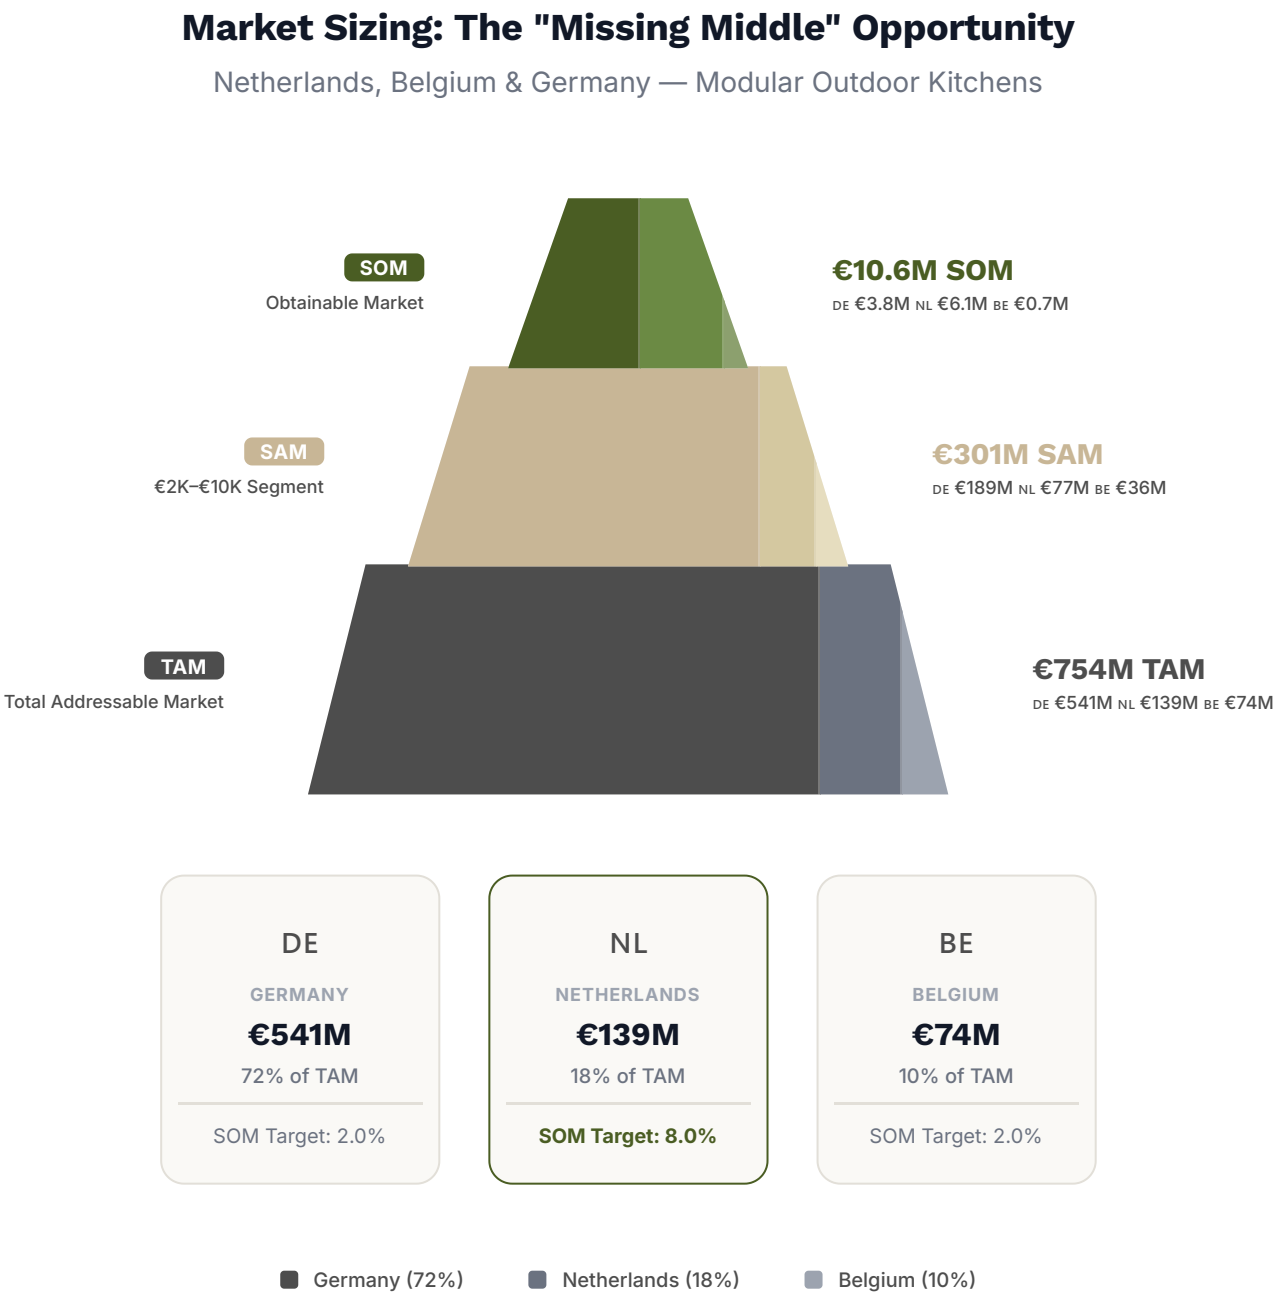 Market Sizing: The "Missing Middle" Opportunity
Netherlands, Belgium & Germany — Modular Outdoor Kitchens
SOM
Obtainable Market
€10.6M SOM
DE €3.8M NL €6.1M BE €0.7M
SAM
€2K–€10K Segment
€301M SAM
DE €189M NL €77M BE €36M
TAM
Total Addressable Market
€754M TAM
DE €541M NL €139M BE €74M
DE
GERMANY
€541M
72% of TAM
SOM Target: 2.0%
NL
NETHERLANDS
€139M
18% of TAM
SOM Target: 8.0%
BE
BELGIUM
€74M
10% of TAM
SOM Target: 2.0%
Germany (72%)
Netherlands (18%)
Belgium (10%)